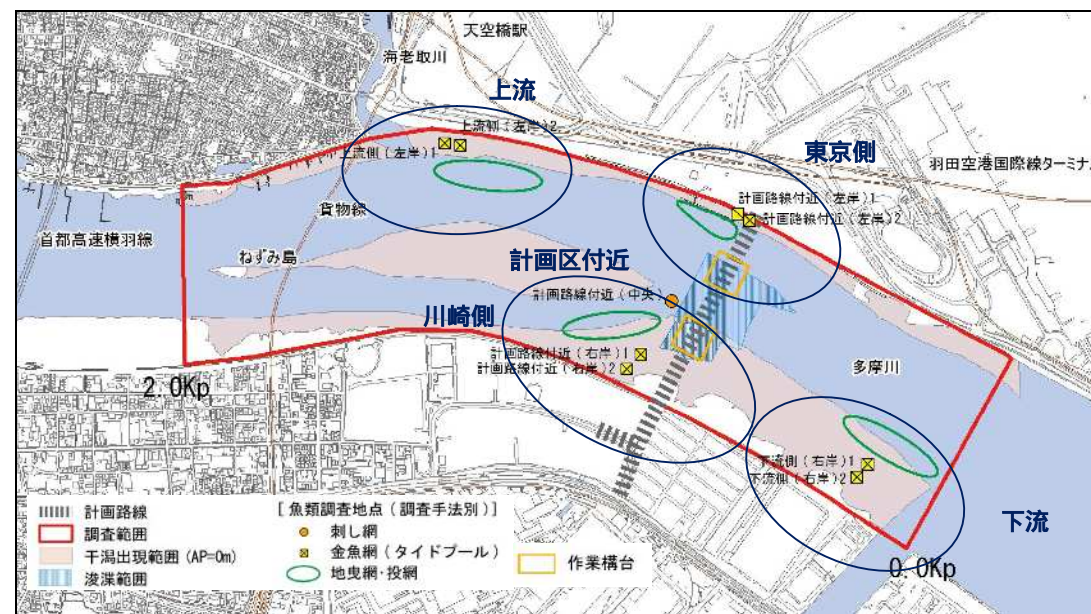 天空橋駅
海老取川
上流
上流側(左岸)2
上流側(左岸)1
東京側
羽田空港国際線ターミナル
計画路線付近(左岸)1
計画路線付近(左岸)2
貨物線
首都高速横羽線
ねずみ島
計画区付近
計画路線付近(中央)
川崎側
計画路線付近(右岸)1
計画路線付近(右岸)2
多摩川
2.0Kp
下流側(右岸)1
下流側(右岸)2
下流
0.0Kp
計画路線
調査範囲
干潟出現範囲(AP=0m)
浚渫範囲
[魚類調査地点(調査手法別)]
刺し網
金魚網(タイドプール)
地曳網・投網
作業構台